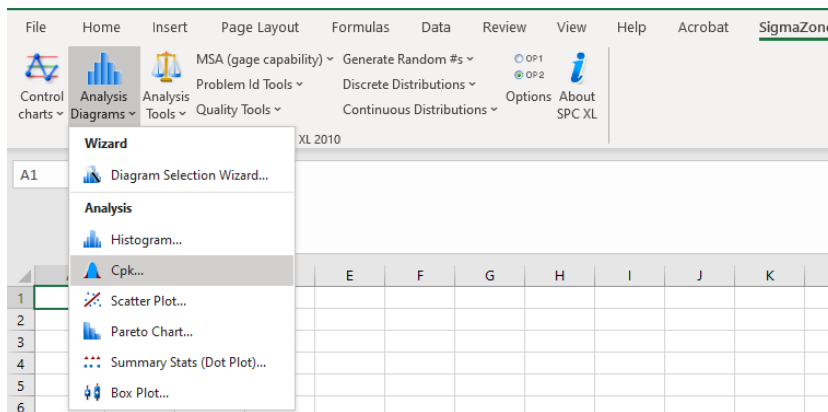 File Home Insert Page Layout Formulas Data Review View Help Acrobat SigmaZone
Control charts
Analysis Diagrams
Analysis Tools
MSA (gage capability)
Problem Id Tools
Quality Tools
Generate Random #s
Discrete Distributions
Continuous Distributions
OP1
OP2
Options
About SPC XL
XL 2010
Wizard
Diagram Selection Wizard...
Analysis
Histogram...
Cpk...
Scatter Plot...
Pareto Chart...
Summary Stats (Dot Plot)...
Box Plot...
A1
E F G H I J K
1
2
3
4
5
6